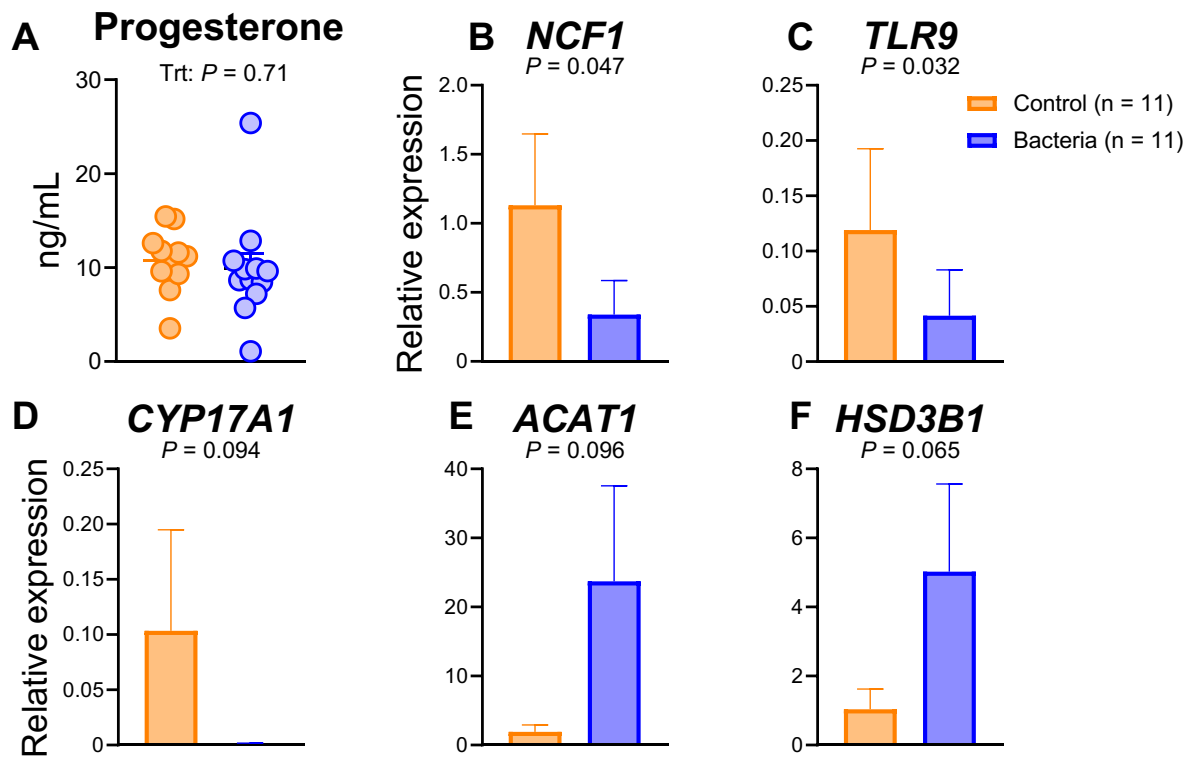 A Progesterone
Trt: P = 0.71
ng/mL
30
20
10
0
B NCF1
P = 0.047
Relative expression
2.0
1.5
1.0
0.5
0
C TLR9
P = 0.032
0.25
0.20
0.15
0.10
0.05
0
Control (n = 11)
Bacteria (n = 11)
D CYP17A1
P = 0.094
Relative expression
0.25
0.20
0.15
0.10
0.05
0
E ACAT1
P = 0.096
40
30
20
10
0
F HSD3B1
P = 0.065
8
6
4
2
0